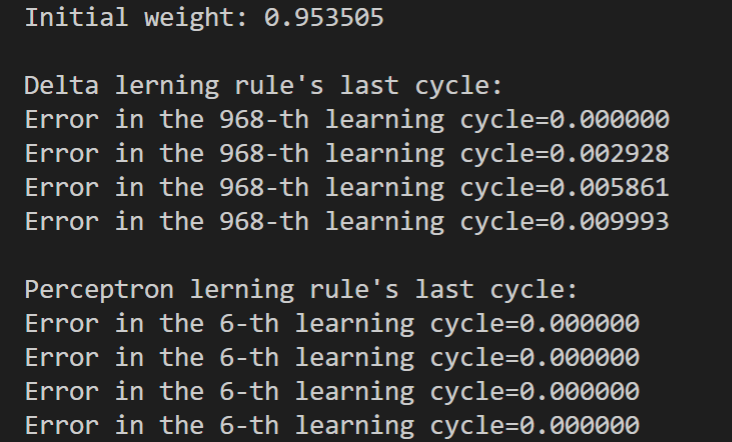 Initial weight: 0.953505
Delta lerning rule's last cycle:
Error in the 968-th learning cycle=0.000000
Error in the 968-th learning cycle=0.002928
Error in the 968-th learning cycle=0.005861
Error in the 968-th learning cycle=0.009993
Perceptron lerning rule's last cycle:
Error in the 6-th learning cycle=0.000000
Error in the 6-th learning cycle=0.000000
Error in the 6-th learning cycle=0.000000
Error in the 6-th learning cycle=0.000000